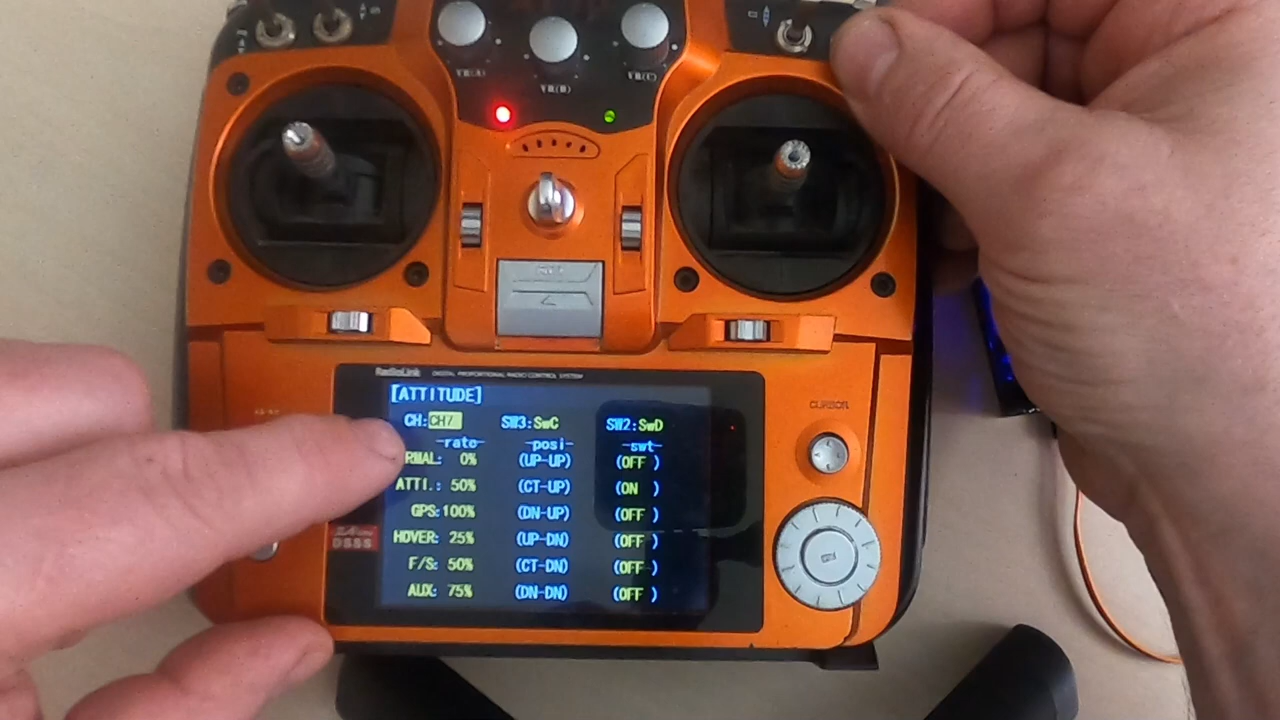 VR(A)
VR(B)
VR(C)
RadioLink DIGITAL PROPORTIONAL RADIO CONTROL SYSTEM
[ATTITUDE]
CH:CH7 SW3:SwC SW2:SwD
-rate- -posi- -swt-
RMAL: 0% (UP-UP) (OFF )
ATTI.: 50% (CT-UP) (ON )
GPS:100% (DN-UP) (OFF )
HOVER: 25% (UP-DN) (OFF )
F/S: 50% (CT-DN) (OFF )
AUX: 75% (DN-DN) (OFF )
CURSOR
DSSS